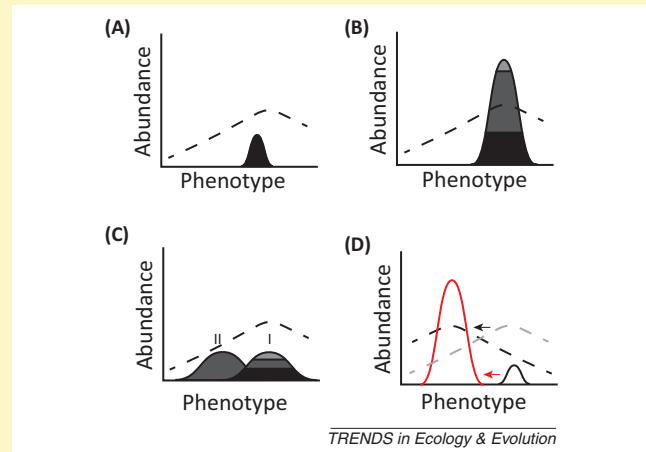 (A)
Abundance
Phenotype
(B)
Abundance
Phenotype
(C)
Abundance
II
I
Phenotype
(D)
Abundance
Phenotype
TRENDS in Ecology & Evolution